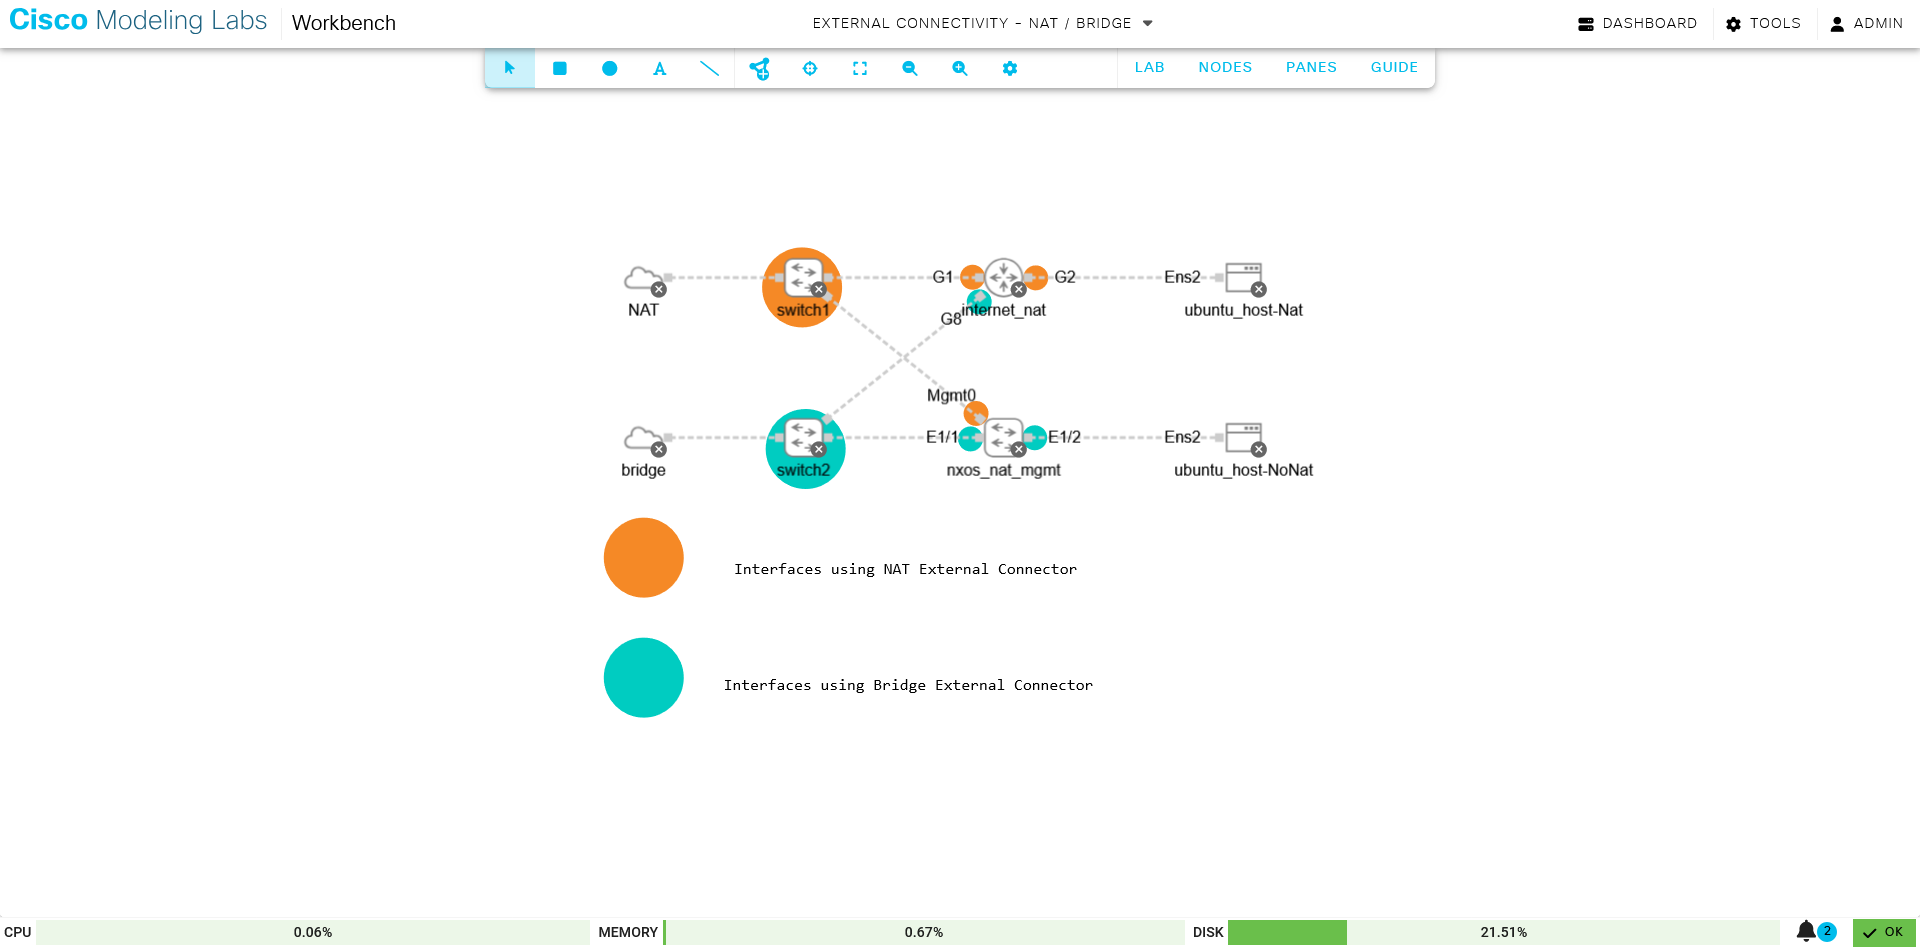 Cisco Modeling Labs Workbench EXTERNAL CONNECTIVITY - NAT / BRIDGE DASHBOARD TOOLS ADMIN
LAB NODES PANES GUIDE
G1 G2 Ens2
NAT switch1 internet_nat ubuntu_host-Nat
G8
Mgmt0
E1/1 E1/2 Ens2
bridge switch2 nxos_nat_mgmt ubuntu_host-NoNat
Interfaces using NAT External Connector
Interfaces using Bridge External Connector
CPU 0.06% MEMORY 0.67% DISK 21.51% 2 OK